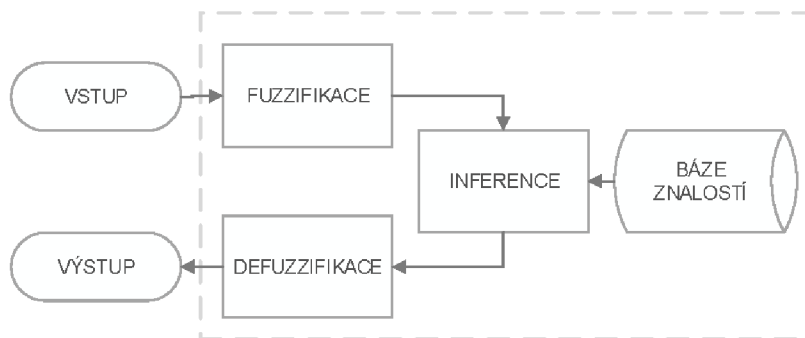 VSTUP
FUZZIFIKACE
INFERENCE
BÁZE
ZNALOSTÍ
VÝSTUP
DEFUZZIFIKACE